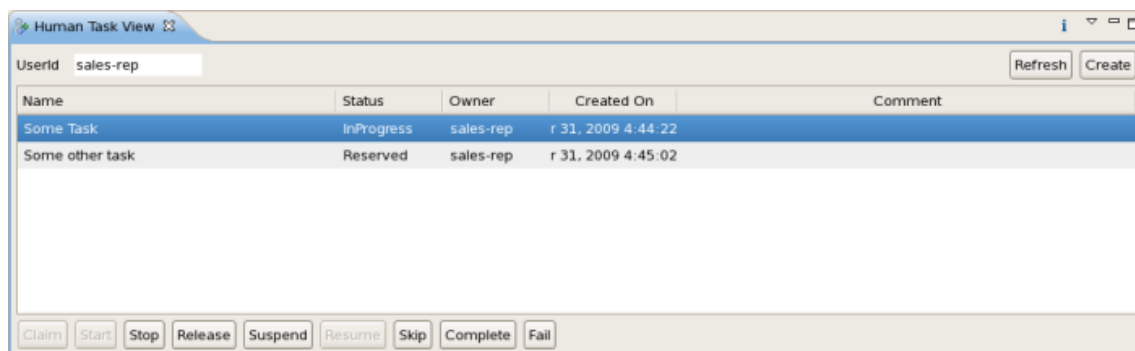 Human Task View
UserId sales-rep Refresh Create
Name Status Owner Created On Comment
Some Task InProgress sales-rep r 31, 2009 4:44:22
Some other task Reserved sales-rep r 31, 2009 4:45:02
Claim Start Stop Release Suspend Resume Skip Complete Fail